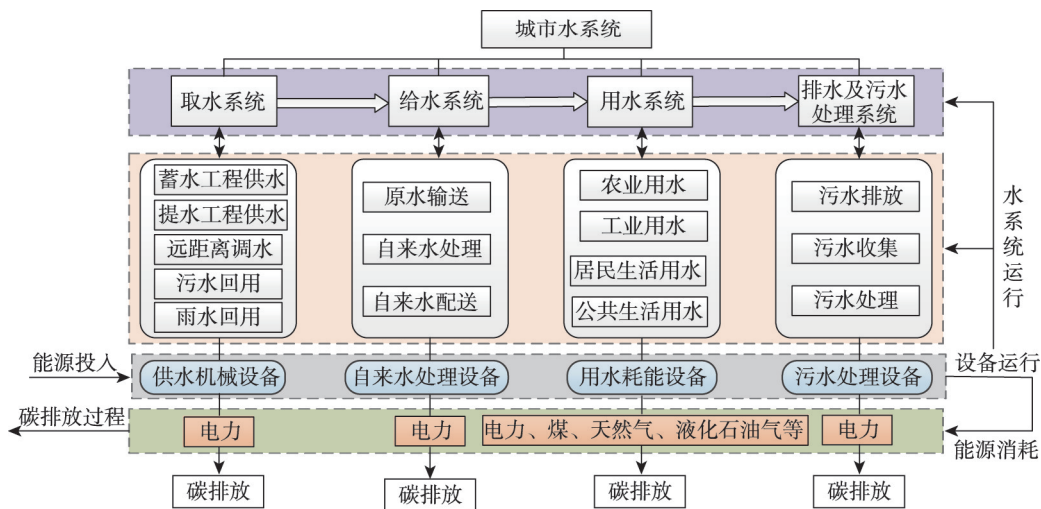 城市水系统
取水系统
给水系统
用水系统
排水及污水
处理系统
蓄水工程供水
提水工程供水
远距离调水
污水回用
雨水回用
原水输送
自来水处理
自来水配送
农业用水
工业用水
居民生活用水
公共生活用水
污水排放
污水收集
污水处理
水系统运行
能源投入
供水机械设备
自来水处理设备
用水耗能设备
污水处理设备
设备运行
碳排放过程
电力
电力
电力、煤、天然气、液化石油气等
电力
能源消耗
碳排放
碳排放
碳排放
碳排放